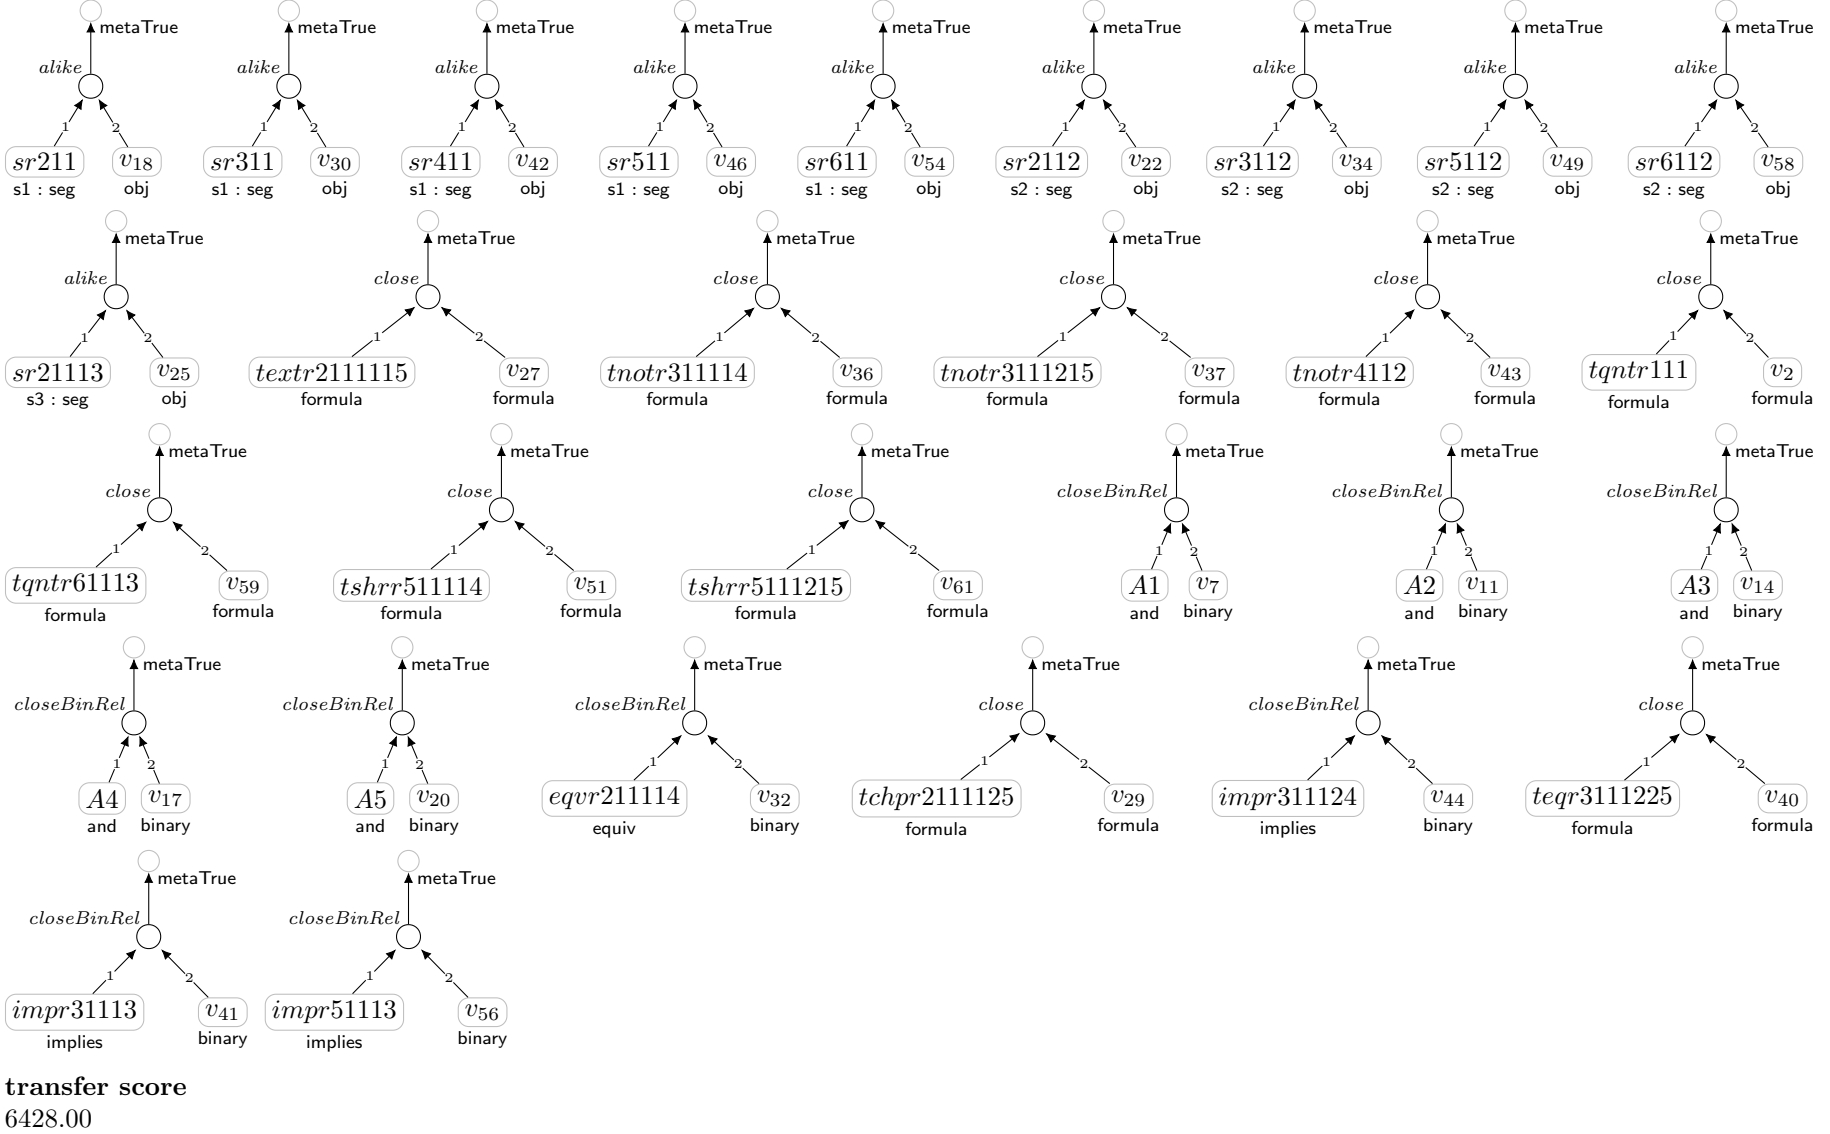 metaTrue metaTrue metaTrue metaTrue metaTrue metaTrue metaTrue metaTrue metaTrue
alike alike alike alike alike alike alike alike alike
1 2 1 2 1 2 1 2 1 2 1 2 1 2 1 2 1 2
sr211 v18 sr311 v30 sr411 v42 sr511 v46 sr611 v54 sr2112 v22 sr3112 v34 sr5112 v49 sr6112 v58
s1 : seg obj s1 : seg obj s1 : seg obj s1 : seg obj s1 : seg obj s2 : seg obj s2 : seg obj s2 : seg obj s2 : seg obj
metaTrue metaTrue metaTrue metaTrue metaTrue metaTrue
alike close close close close close
1 2 1 2 1 2 1 2 1 2 1 2
sr21113 v25 textr2111115 v27 tnotr311114 v36 tnotr3111215 v37 tnotr4112 v43 tqntr111 v2
s3 : seg obj formula formula formula formula formula formula formula formula formula formula
metaTrue metaTrue metaTrue metaTrue metaTrue metaTrue
close close close closeBinRel closeBinRel closeBinRel
1 2 1 2 1 2 1 2 1 2 1 2
tqntr61113 v59 tshrr511114 v51 tshrr5111215 v61 A1 v7 A2 v11 A3 v14
formula formula formula formula formula formula and binary and binary and binary
metaTrue metaTrue metaTrue metaTrue metaTrue metaTrue
closeBinRel closeBinRel closeBinRel close closeBinRel close
1 2 1 2 1 2 1 2 1 2 1 2
A4 v17 A5 v20 eqvr211114 v32 tchpr2111125 v29 impr311124 v44 teqr3111225 v40
and binary and binary equiv binary formula formula implies binary formula formula
metaTrue metaTrue
closeBinRel closeBinRel
1 2 1 2
impr31113 v41 impr51113 v56
implies binary implies binary
transfer score
6428.00